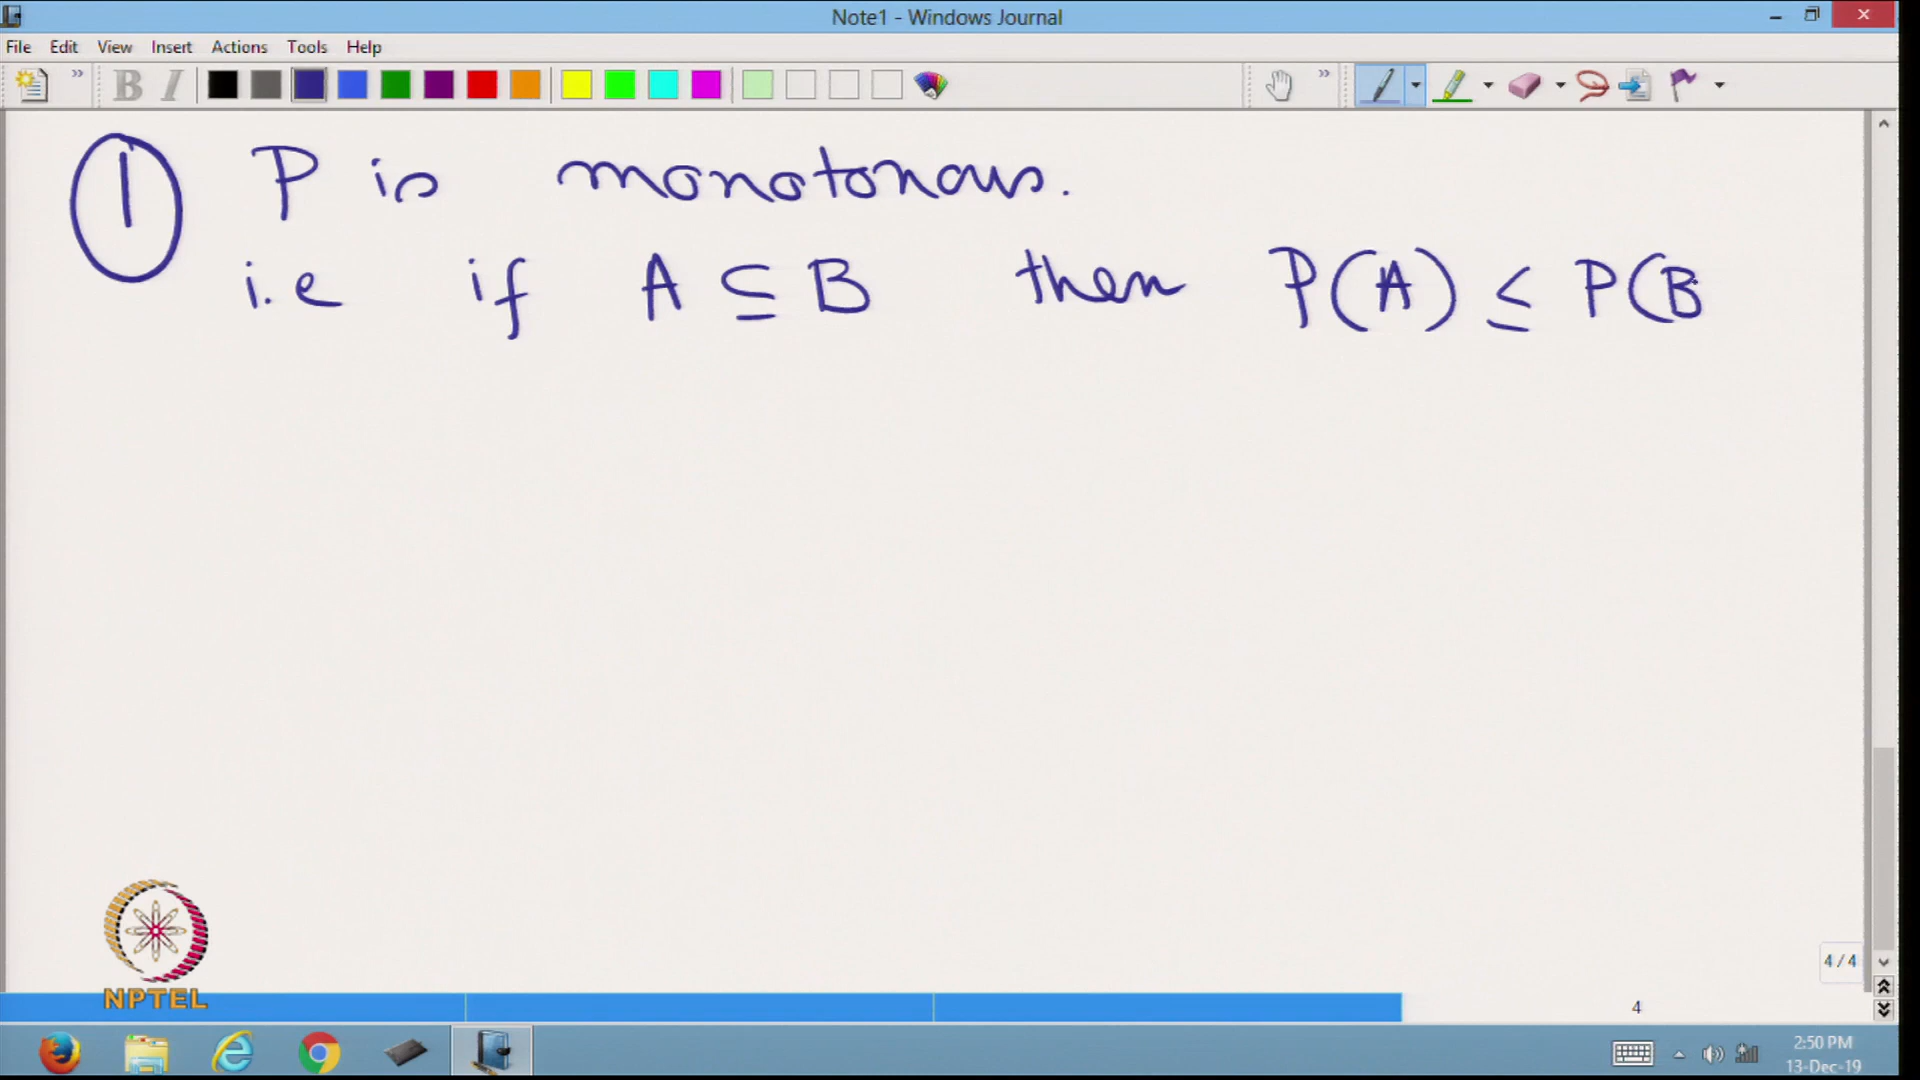 Note1 - Windows Journal
File Edit View Insert Actions Tools Help
B I
1 P is monotonous.
i.e if A ⊆ B then P(A) ≤ P(B
4 / 4
NPTEL
4
2:50 PM
13-Dec-19